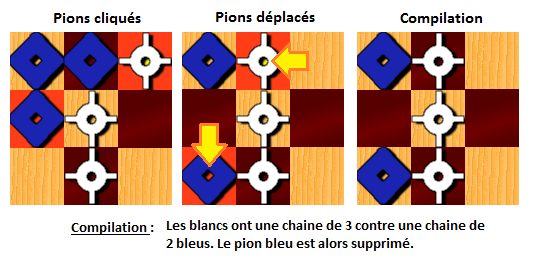 Pions cliqués
Pions déplacés
Compilation
Compilation : Les blancs ont une chaine de 3 contre une chaine de
2 bleus. Le pion bleu est alors supprimé.